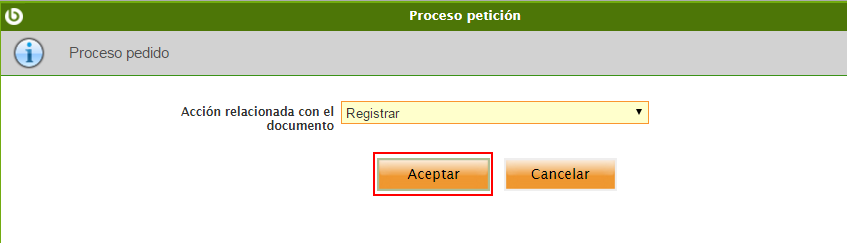 Proceso petición
Proceso pedido
Acción relacionada con el
documento
Registrar
Aceptar
Cancelar